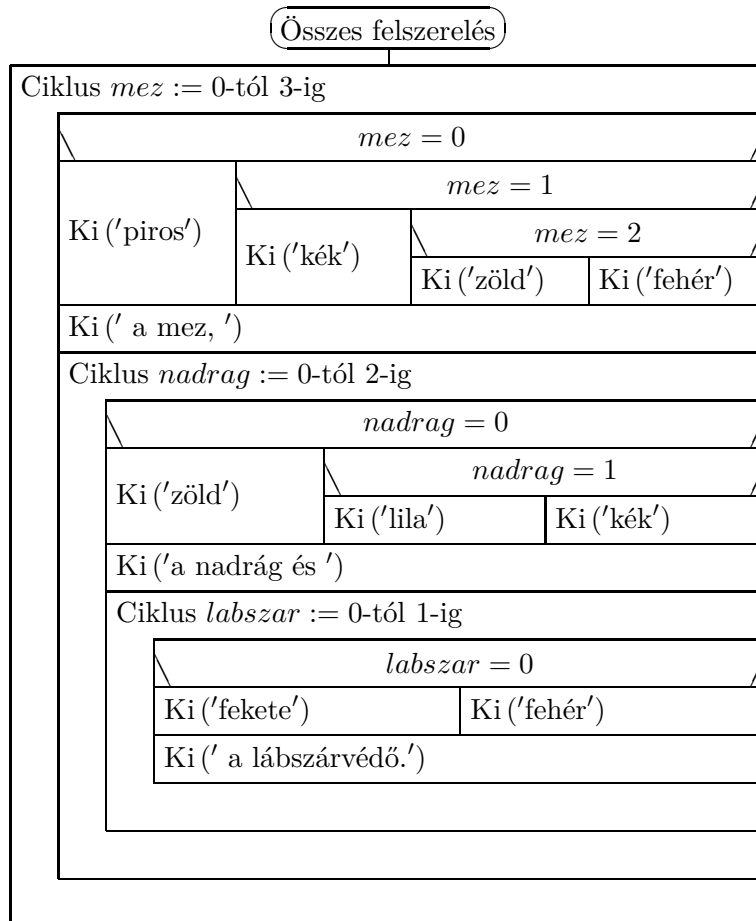 Összes felszerelés
Ciklus mez := 0-tól 3-ig
mez = 0
mez = 1
Ki ('piros')
mez = 2
Ki ('kék')
Ki ('zöld') Ki ('fehér')
Ki (' a mez, ')
Ciklus nadrag := 0-tól 2-ig
nadrag = 0
nadrag = 1
Ki ('zöld')
Ki ('lila') Ki ('kék')
Ki ('a nadrág és ')
Ciklus labszar := 0-tól 1-ig
labszar = 0
Ki ('fekete') Ki ('fehér')
Ki (' a lábszárvédő.')